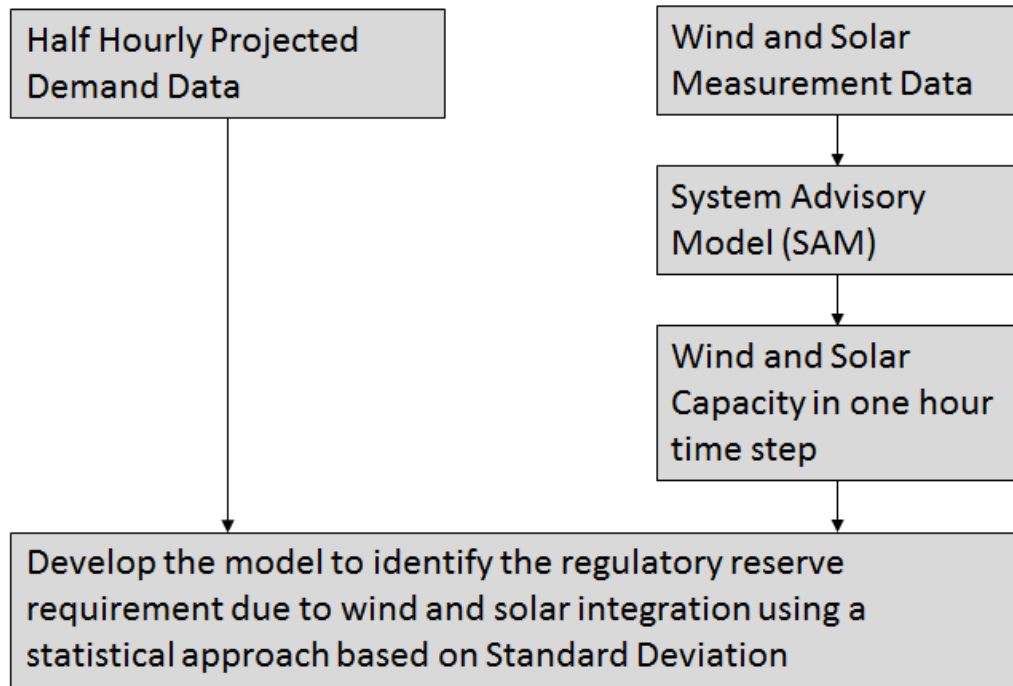 Half Hourly Projected
Demand Data
Wind and Solar
Measurement Data
System Advisory
Model (SAM)
Wind and Solar
Capacity in one hour
time step
Develop the model to identify the regulatory reserve
requirement due to wind and solar integration using a
statistical approach based on Standard Deviation